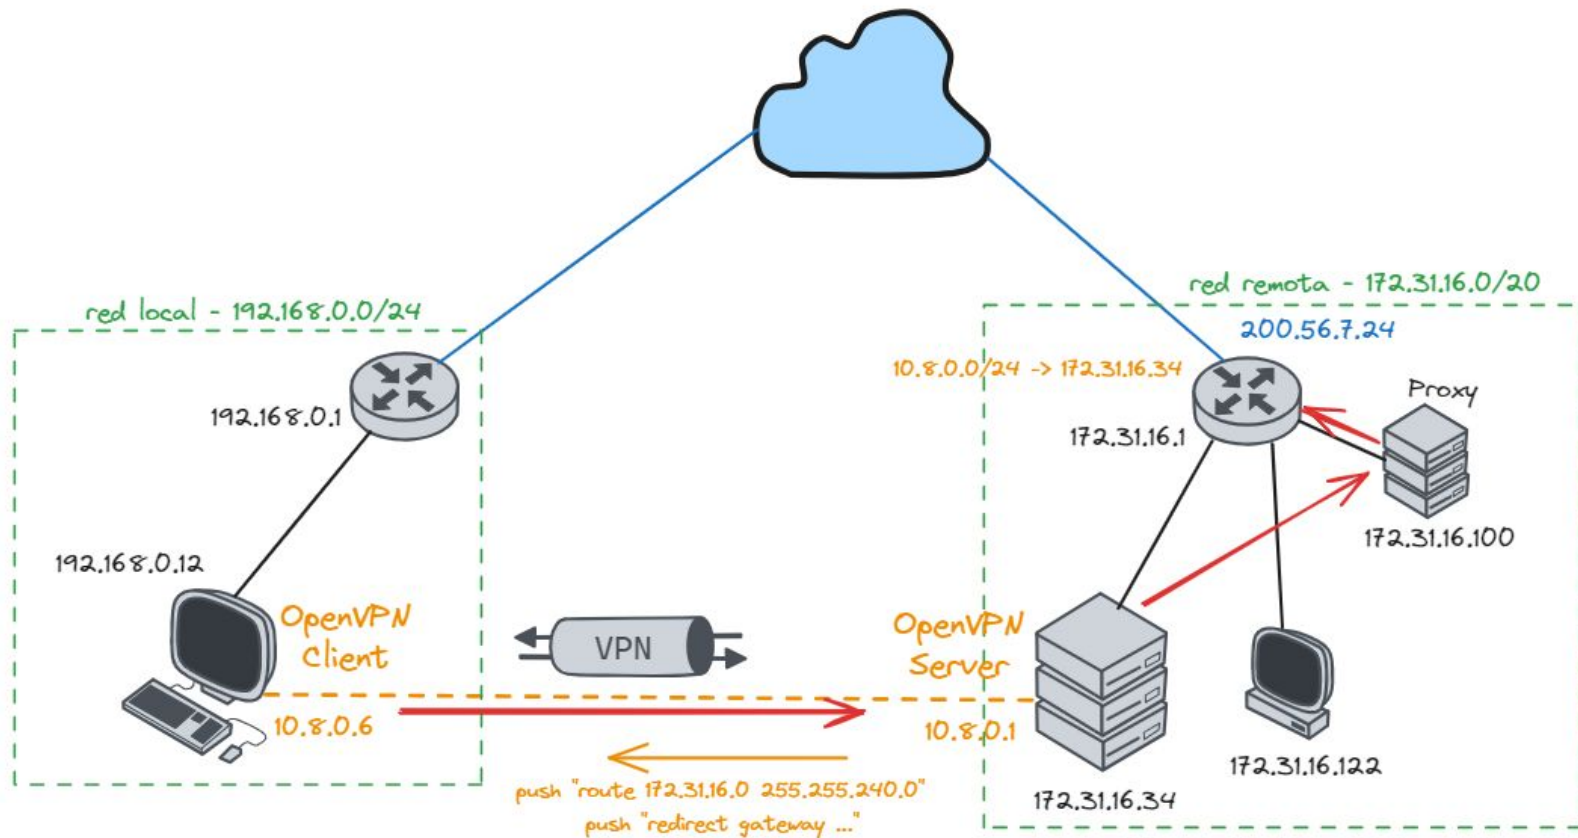 red local - 192.168.0.0/24
red remota - 172.31.16.0/20
200.56.7.24
10.8.0.0/24 -> 172.31.16.34
Proxy
192.168.0.1
172.31.16.1
172.31.16.100
192.168.0.12
OpenVPN
Client
VPN
OpenVPN
Server
10.8.0.6
10.8.0.1
172.31.16.122
172.31.16.34
push "route 172.31.16.0 255.255.240.0"
push "redirect gateway ..."